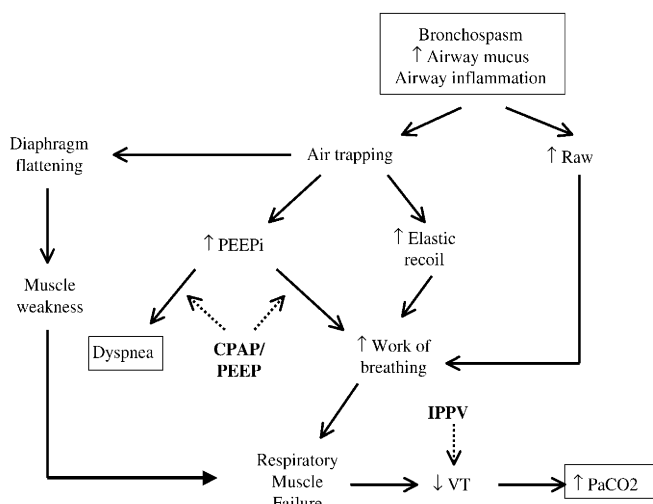 Bronchospasm
↑ Airway mucus
Airway inflammation
Diaphragm
flattening
Air trapping
↑ Raw
↑ PEEPi
↑ Elastic
recoil
Muscle
weakness
Dyspnea
CPAP/
PEEP
↑ Work of
breathing
IPPV
Respiratory
Muscle
Failure
↓ VT
↑ PaCO2